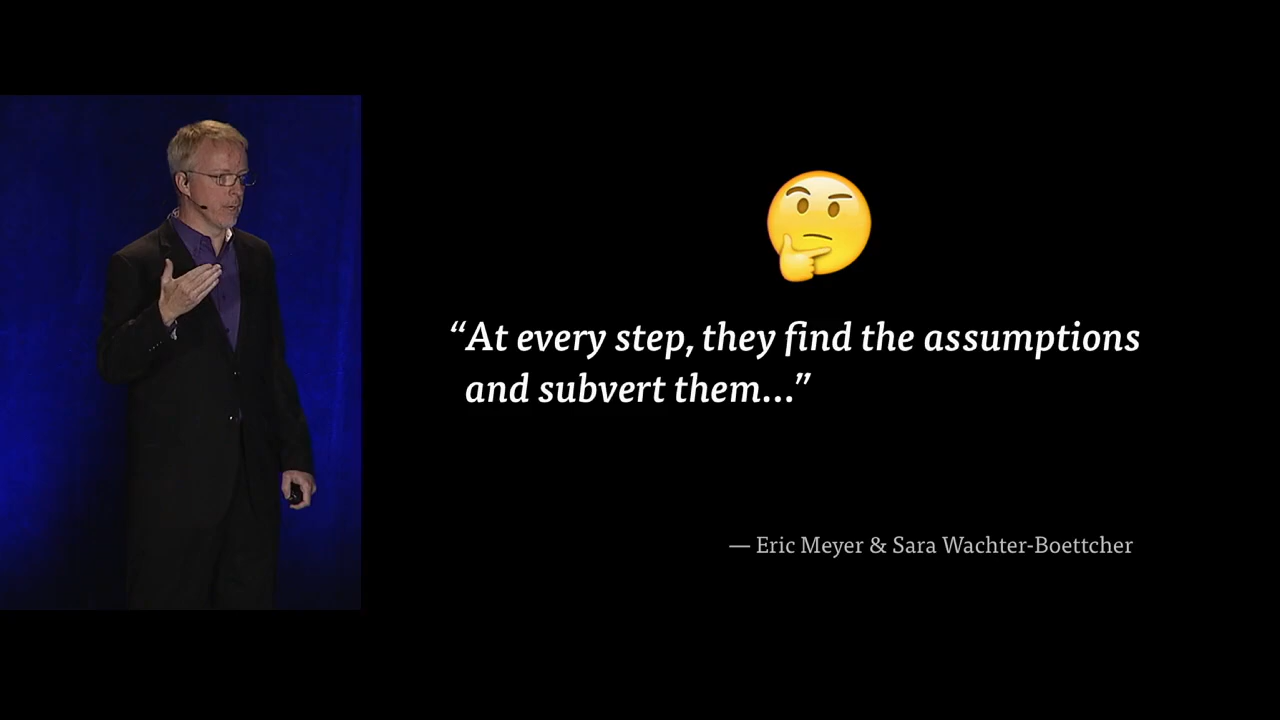 “At every step, they find the assumptions
and subvert them...”
— Eric Meyer & Sara Wachter-Boettcher